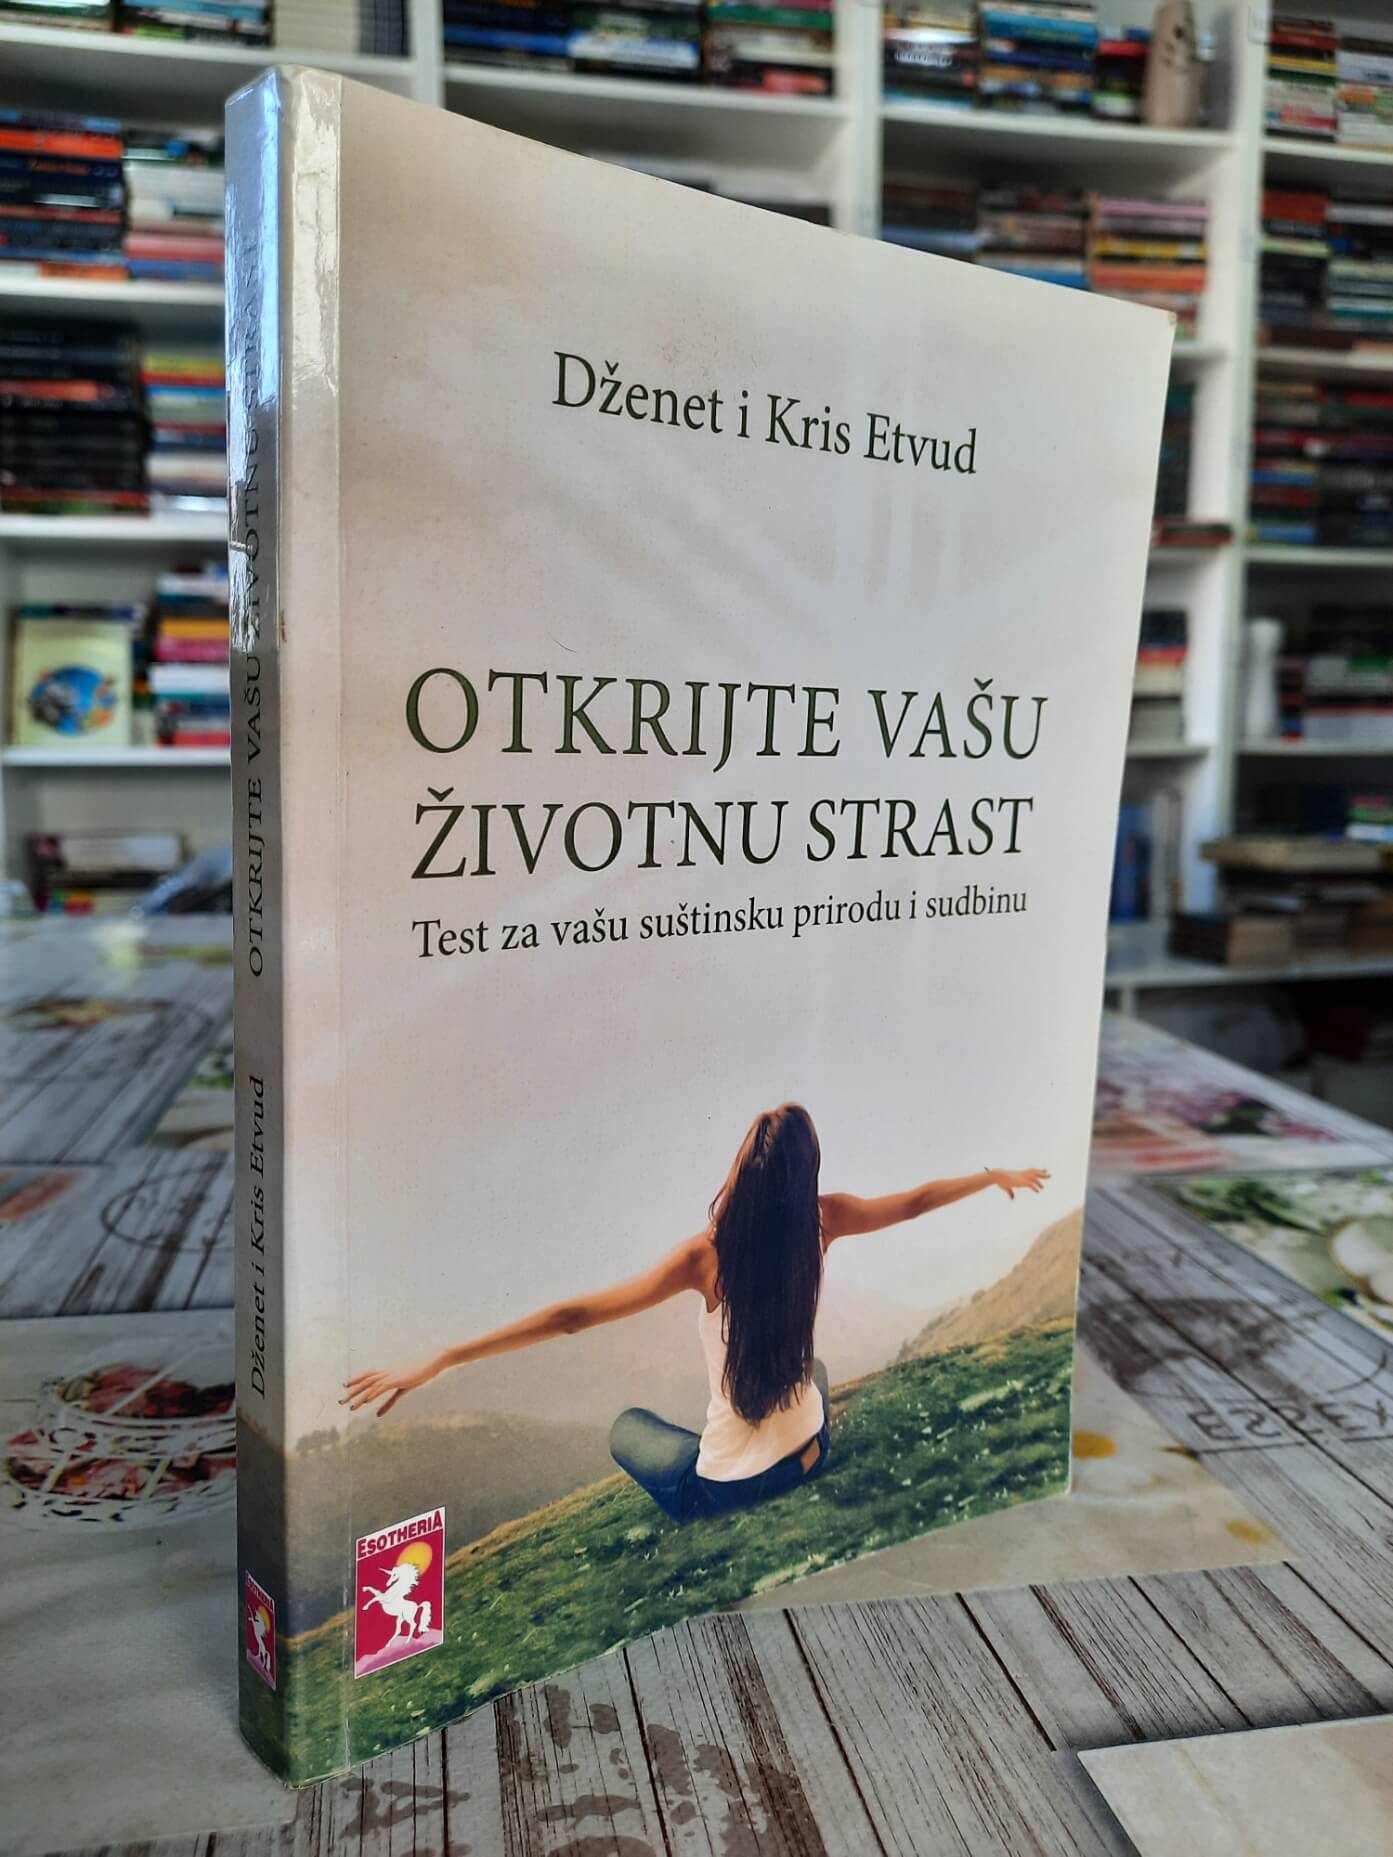 Dženet i Kris Etvud
OTKRIJTE VAŠU
ŽIVOTNU STRAST
Test za vašu suštinsku prirodu i sudbinu
ESOTHERIA
Dženet i Kris Etvud OTKRIJTE VAŠU ŽIVOTNU STRAST
ESOTHERIA